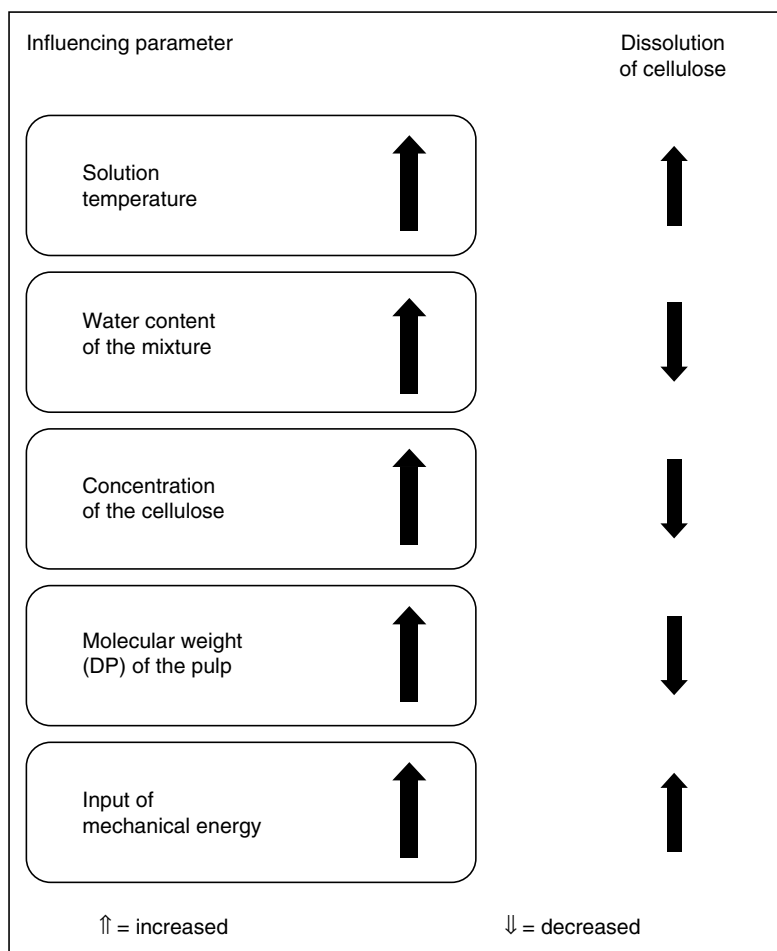 Influencing parameter
Dissolution
of cellulose
Solution
temperature
Water content
of the mixture
Concentration
of the cellulose
Molecular weight
(DP) of the pulp
Input of
mechanical energy
⇑ = increased
⇓ = decreased